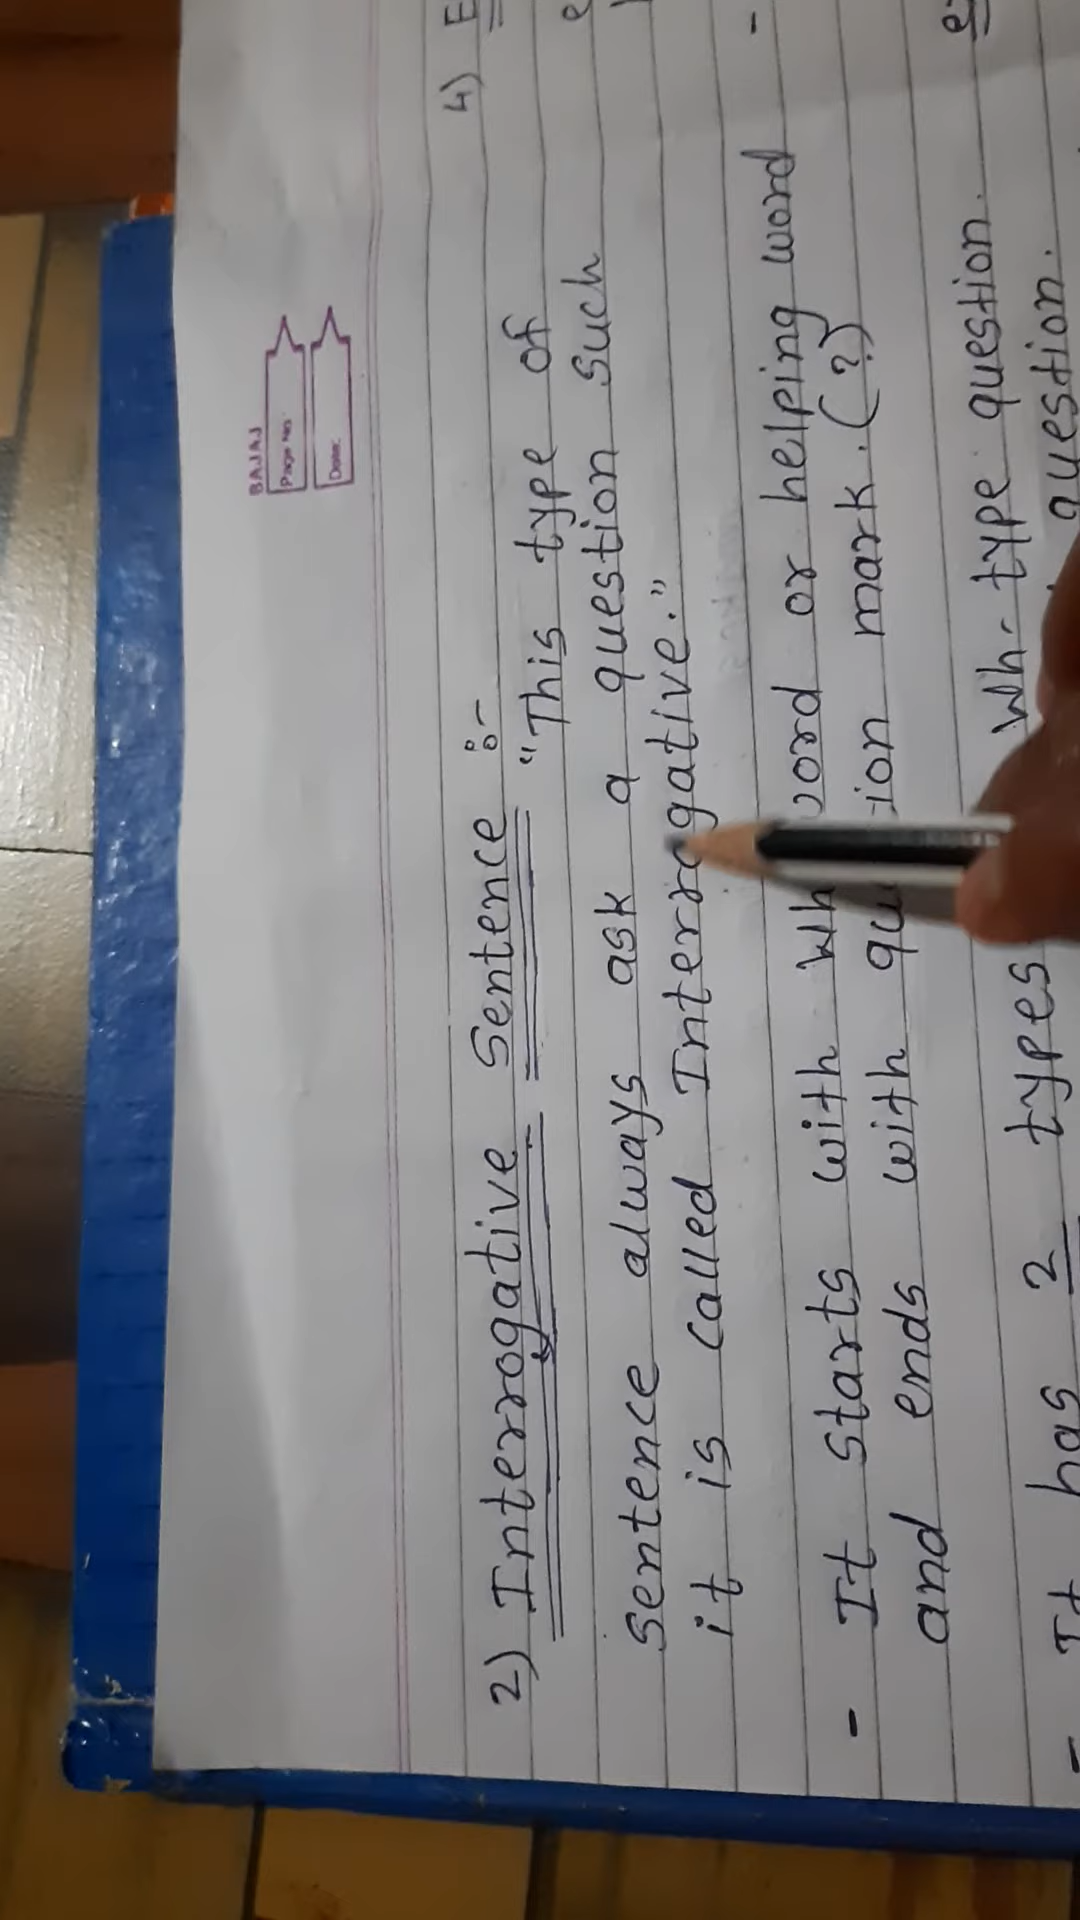 BAJAJ
Page No.
Date:
2) Interrogative Sentence :-
"This type of
sentence always ask a question such
it is called Interrogative."
- It starts with Wh word or helping word
and ends with question mark. (?)
- It has 2 types Wh- type question.
question.
4) E